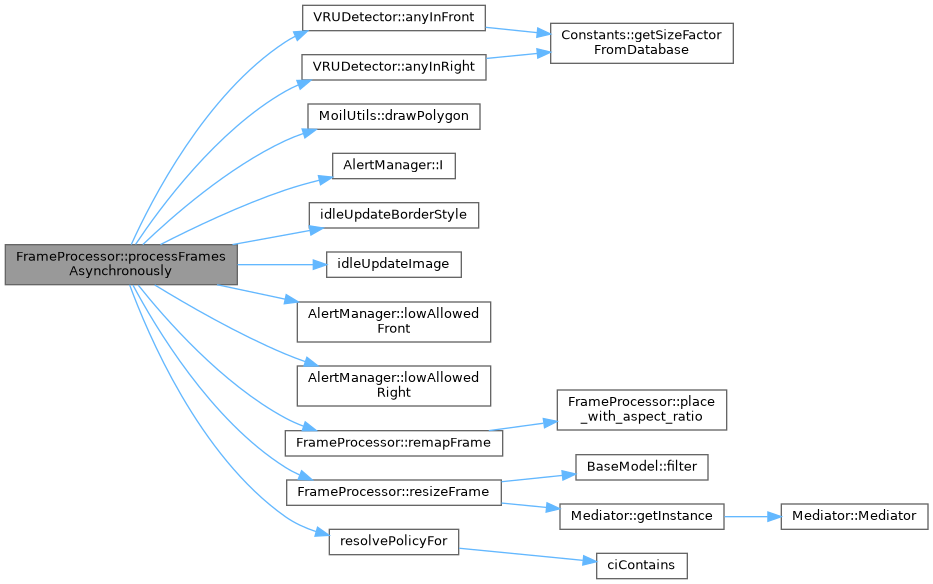 VRUDetector::anyInFront
Constants::getSizeFactor
FromDatabase
VRUDetector::anyInRight
MoilUtils::drawPolygon
AlertManager::I
idleUpdateBorderStyle
FrameProcessor::processFrames
Asynchronously
idleUpdateImage
AlertManager::lowAllowed
Front
AlertManager::lowAllowed
Right
FrameProcessor::place
_with_aspect_ratio
FrameProcessor::remapFrame
BaseModel::filter
FrameProcessor::resizeFrame
Mediator::getInstance
Mediator::Mediator
resolvePolicyFor
ciContains